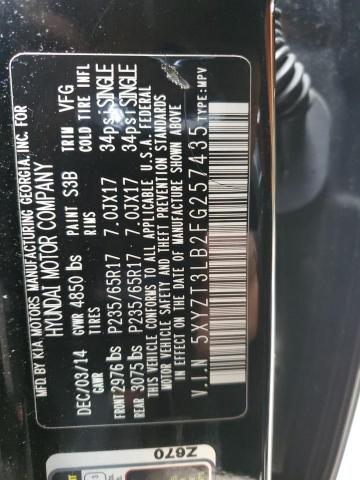 MFG. BY KIA MOTORS MANUFACTURING GEORGIA, INC. FOR
HYUNDAI MOTOR COMPANY
DEC/03/14 GVWR 4850 lbs PAINT S3B TRIM VFG
GAWR TIRES RIMS COLD TIRE INFL
FRONT 2976 lbs P235/65R17 7.0JX17 34psi SINGLE
REAR 3075 lbs P235/65R17 7.0JX17 34psi SINGLE
THIS VEHICLE CONFORMS TO ALL APPLICABLE U.S.A. FEDERAL
MOTOR VEHICLE SAFETY AND THEFT PREVENTION STANDARDS
IN EFFECT ON THE DATE OF MANUFACTURE SHOWN ABOVE.
V.I.N: 5XYZT3LB2FG257435 TYPE:MPV
Z670